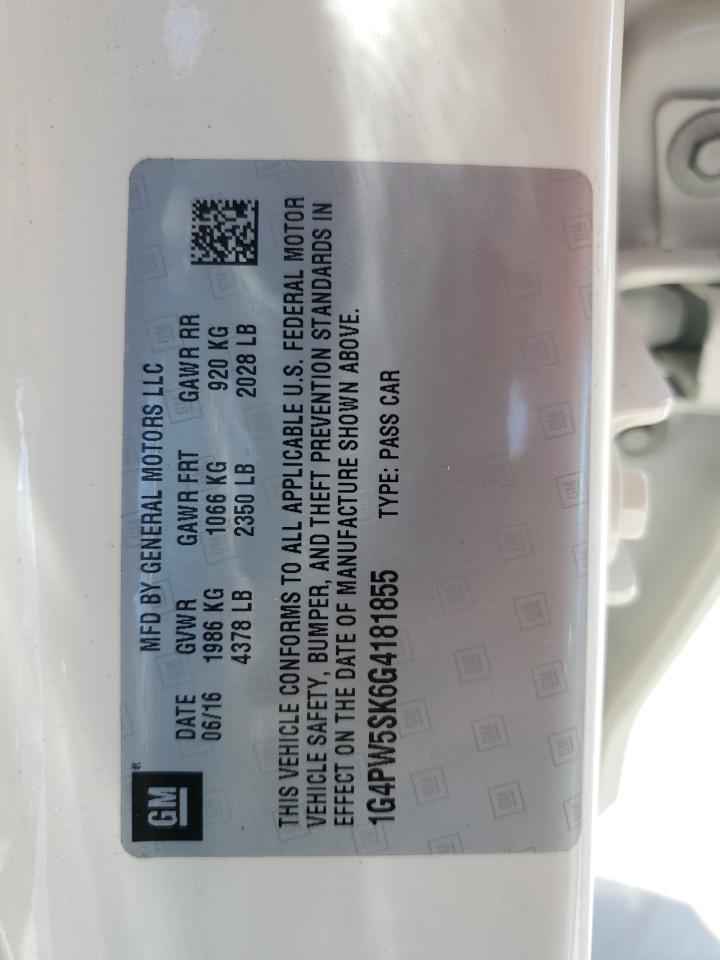 GM
MFD BY GENERAL MOTORS LLC
DATE GVWR GAWR FRT GAWR RR
06/16 1986 KG 1066 KG 920 KG
4378 LB 2350 LB 2028 LB
THIS VEHICLE CONFORMS TO ALL APPLICABLE U.S. FEDERAL MOTOR
VEHICLE SAFETY, BUMPER, AND THEFT PREVENTION STANDARDS IN
EFFECT ON THE DATE OF MANUFACTURE SHOWN ABOVE.
1G4PW5SK6G4181855 TYPE: PASS CAR